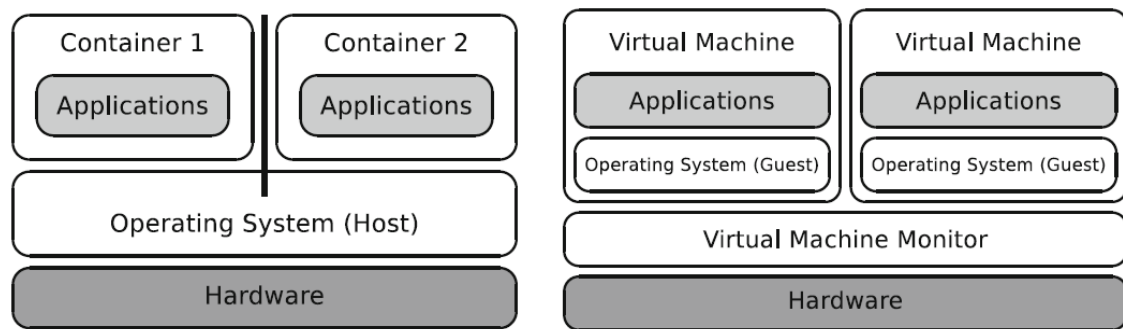 Container 1
Applications
Container 2
Applications
Operating System (Host)
Hardware
Virtual Machine
Applications
Operating System (Guest)
Virtual Machine
Applications
Operating System (Guest)
Virtual Machine Monitor
Hardware